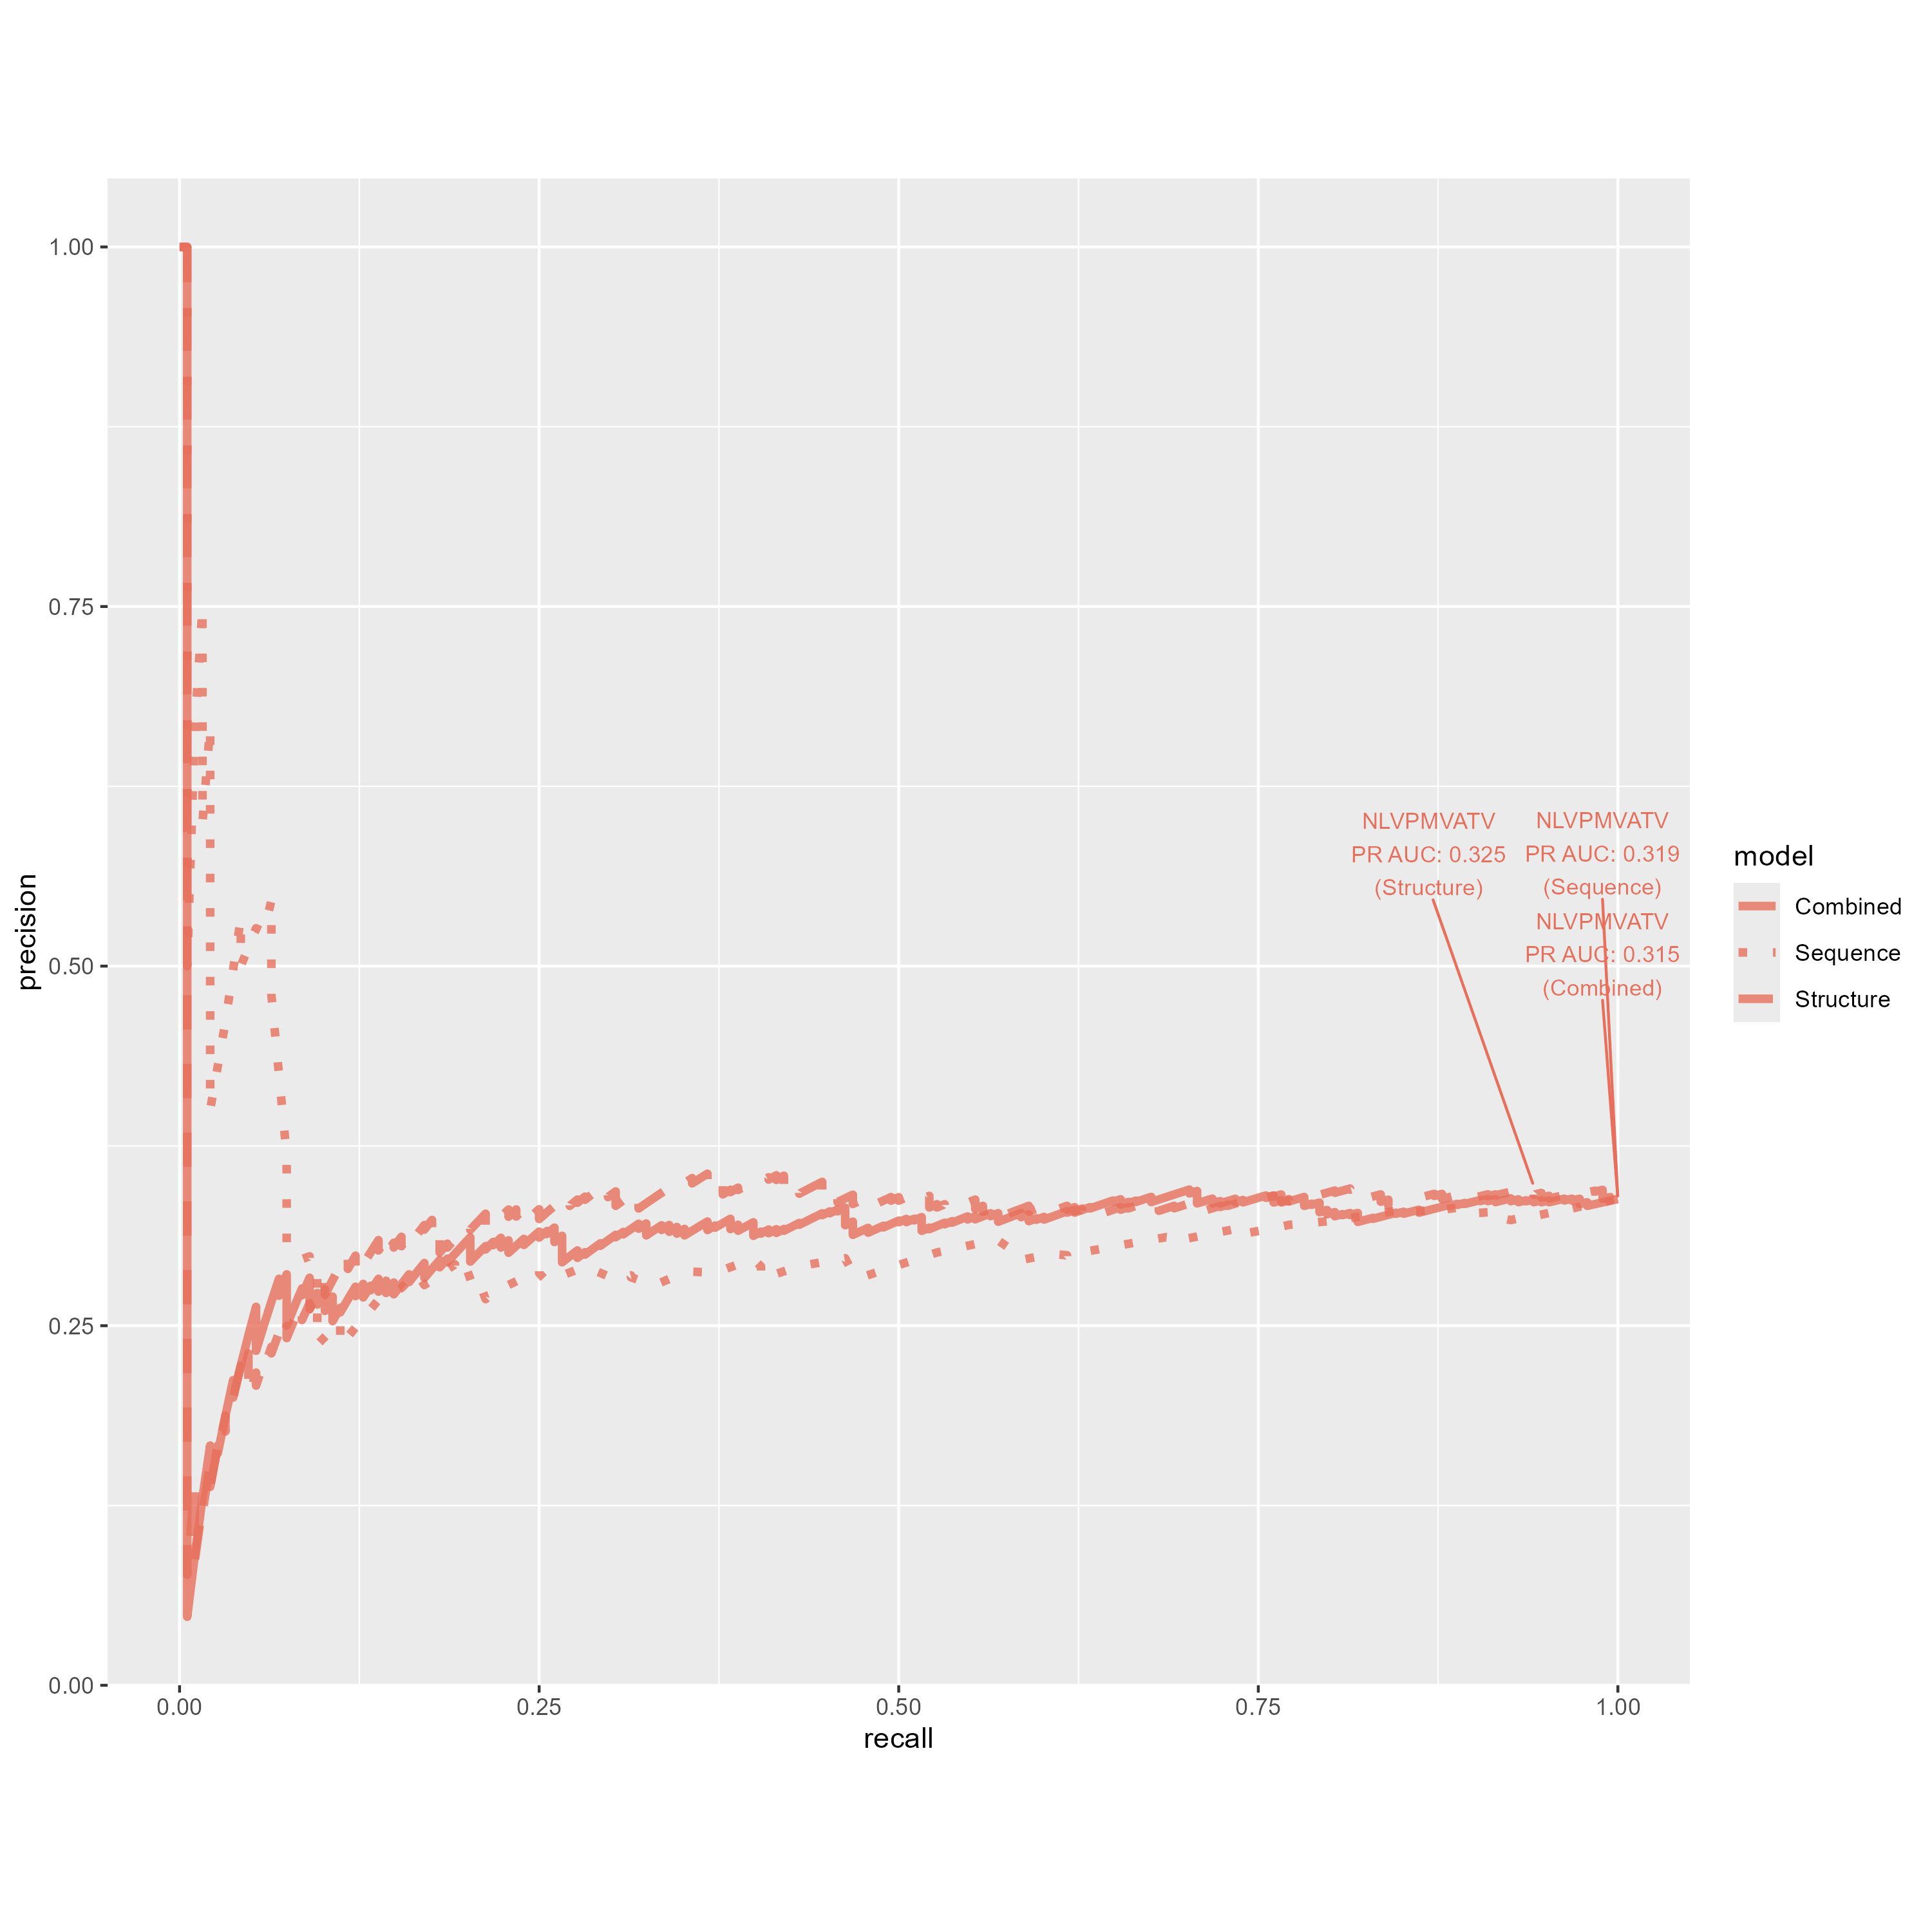 1.00
0.75
0.50
0.25
0.00
precision
0.00
0.25
0.50
0.75
1.00
recall
NLVPMVATV
PR AUC: 0.325
(Structure)
NLVPMVATV
PR AUC: 0.319
(Sequence)
NLVPMVATV
PR AUC: 0.315
(Combined)
model
Combined
Sequence
Structure